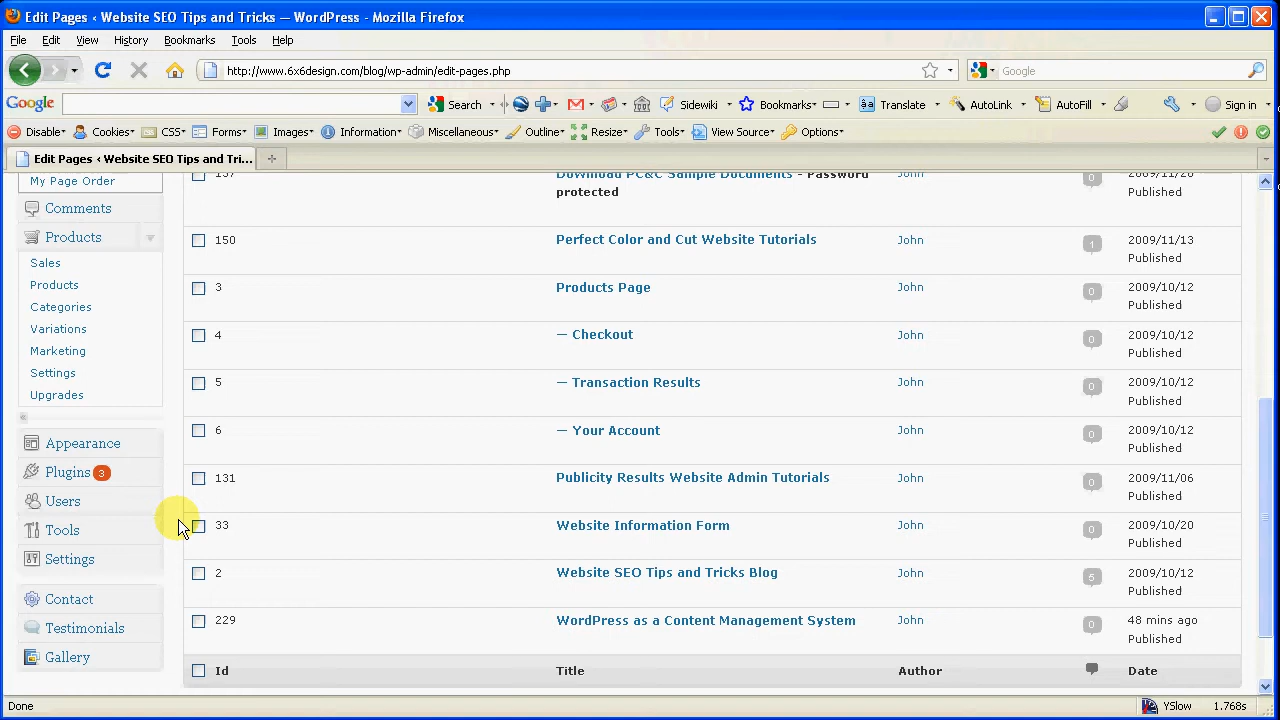 Edit Pages ‹ Website SEO Tips and Tricks — WordPress - Mozilla Firefox
File Edit View History Bookmarks Tools Help
http://www.6x6design.com/blog/wp-admin/edit-pages.php Google
Google Search Sidewiki Bookmarks Translate AutoLink AutoFill Sign in
Disable Cookies CSS Forms Images Information Miscellaneous Outline Resize Tools View Source Options
Edit Pages ‹ Website SEO Tips and Tri...
My Page Order
Comments
Products
Sales
Products
Categories
Variations
Marketing
Settings
Upgrades
Appearance
Plugins 3
Users
Tools
Settings
Contact
Testimonials
Gallery
137 Download PC&C Sample Documents - Password John 0 2009/11/20
protected Published
150 Perfect Color and Cut Website Tutorials John 1 2009/11/13
Published
3 Products Page John 0 2009/10/12
Published
4 — Checkout John 0 2009/10/12
Published
5 — Transaction Results John 0 2009/10/12
Published
6 — Your Account John 0 2009/10/12
Published
131 Publicity Results Website Admin Tutorials John 0 2009/11/06
Published
33 Website Information Form John 0 2009/10/20
Published
2 Website SEO Tips and Tricks Blog John 5 2009/10/12
Published
229 WordPress as a Content Management System John 0 48 mins ago
Published
Id Title Author Date
Done YSlow 1.768s